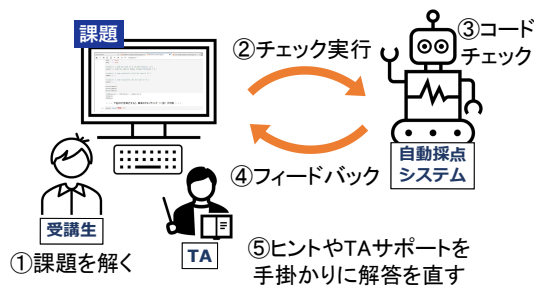 課題
②チェック実行
③コード
チェック
④フィードバック
自動採点
システム
受講生
TA
①課題を解く
⑤ヒントやTAサポートを
手掛かりに解答を直す